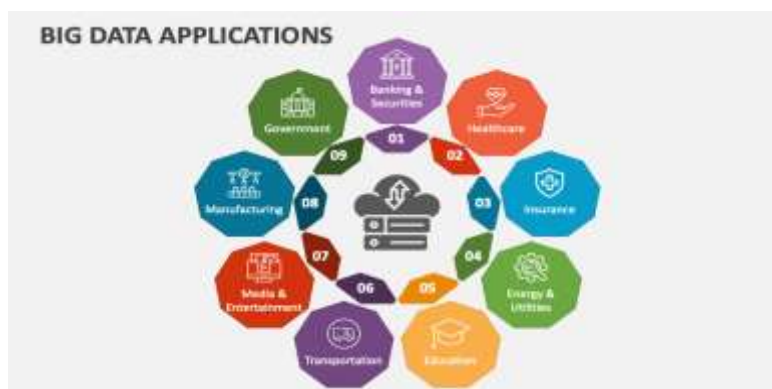 BIG DATA APPLICATIONS
Banking &
Securities
01
Healthcare
02
Insurance
03
Energy &
Utilities
04
Education
05
Transportation
06
Media &
Entertainment
07
Manufacturing
08
Government
09